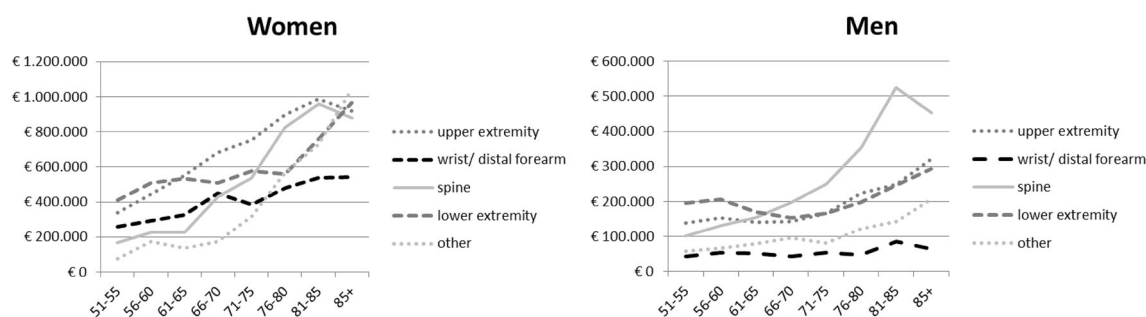 Women
€ 1.200.000
€ 1.000.000
€ 800.000
€ 600.000
€ 400.000
€ 200.000
€ 0
51-55
56-60
61-65
66-70
71-75
76-80
81-85
85+
upper extremity
wrist/ distal forearm
spine
lower extremity
other
Men
€ 600.000
€ 500.000
€ 400.000
€ 300.000
€ 200.000
€ 100.000
€ 0
51-55
56-60
61-65
66-70
71-75
76-80
81-85
85+
upper extremity
wrist/ distal forearm
spine
lower extremity
other